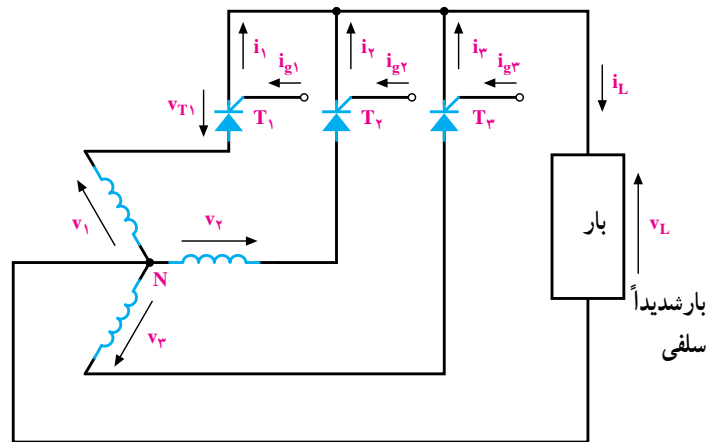 i۱
i۲
i۳
ig۱
ig۲
ig۳
iL
vT۱
T۱
T۲
T۳
v۱
v۲
N
v۳
بار
vL
بارشدیداً
سلفی